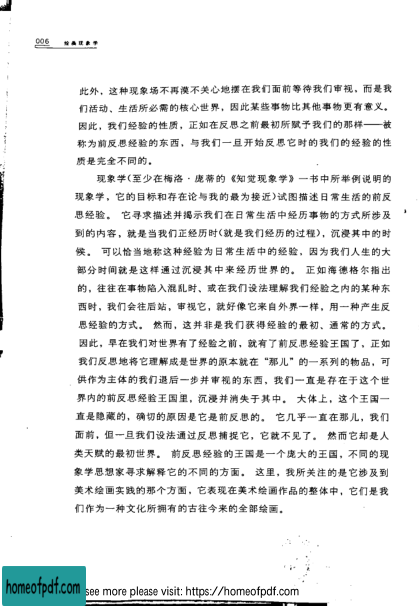 006 绘画现象学
此外，这种现象场不再漠不关心地摆在我们面前等待我们审视，而是我
们活动、生活所必需的核心世界，因此某些事物比其他事物更有意义。
因此，我们经验的性质，正如在反思之前最初所赋予我们的那样——被
称为前反思经验的东西，与我们一旦开始反思它时的我们的经验的性
质是完全不同的。
现象学(至少在梅洛·庞蒂的《知觉现象学》一书中所举例说明的
现象学，它的目标和存在论与我的最为接近)试图描述日常生活的前反
思经验。 它寻求描述并揭示我们在日常生活中经历事物的方式所涉及
到的内容，就是当我们正经历时(就是我们经历的过程)，沉浸其中的时
候。 可以恰当地称这种经验为日常生活中的经验，因为我们人生的大
部分时间就是这样通过沉浸其中来经历世界的。 正如海德格尔指出
的，往往在事物陷入混乱时、或在我们设法理解我们经验之内的某种东
西时，我们会往后站，审视它，就好像它来自外界一样，用一种产生反
思经验的方式。 然而，这并非是我们获得经验的最初、通常的方式。
因此，早在我们对世界有了经验之前，就有了前反思经验王国了，正如
我们反思地将它理解成是世界的原本就在“那儿”的一系列的物品，可
供作为主体的我们退后一步并审视的东西，我们一直是存在于这个世
界内的前反思经验王国里，沉浸并消失于其中。 大体上，这个王国一
直是隐藏的，确切的原因是它是前反思的。 它几乎一直在那儿，我们
面前，但一旦我们设法通过反思捕捉它，它就不见了。 然而它却是人
类天赋的最初世界。 前反思经验的王国是一个庞大的王国，不同的现
象学思想家寻求解释它的不同的方面。 这里，我所关注的是它涉及到
美术绘画实践的那个方面，它表现在美术绘画作品的整体中，它们是我
们作为一种文化所拥有的古往今来的全部绘画。
homeofpdf.com
see more please visit: https://homeofpdf.com